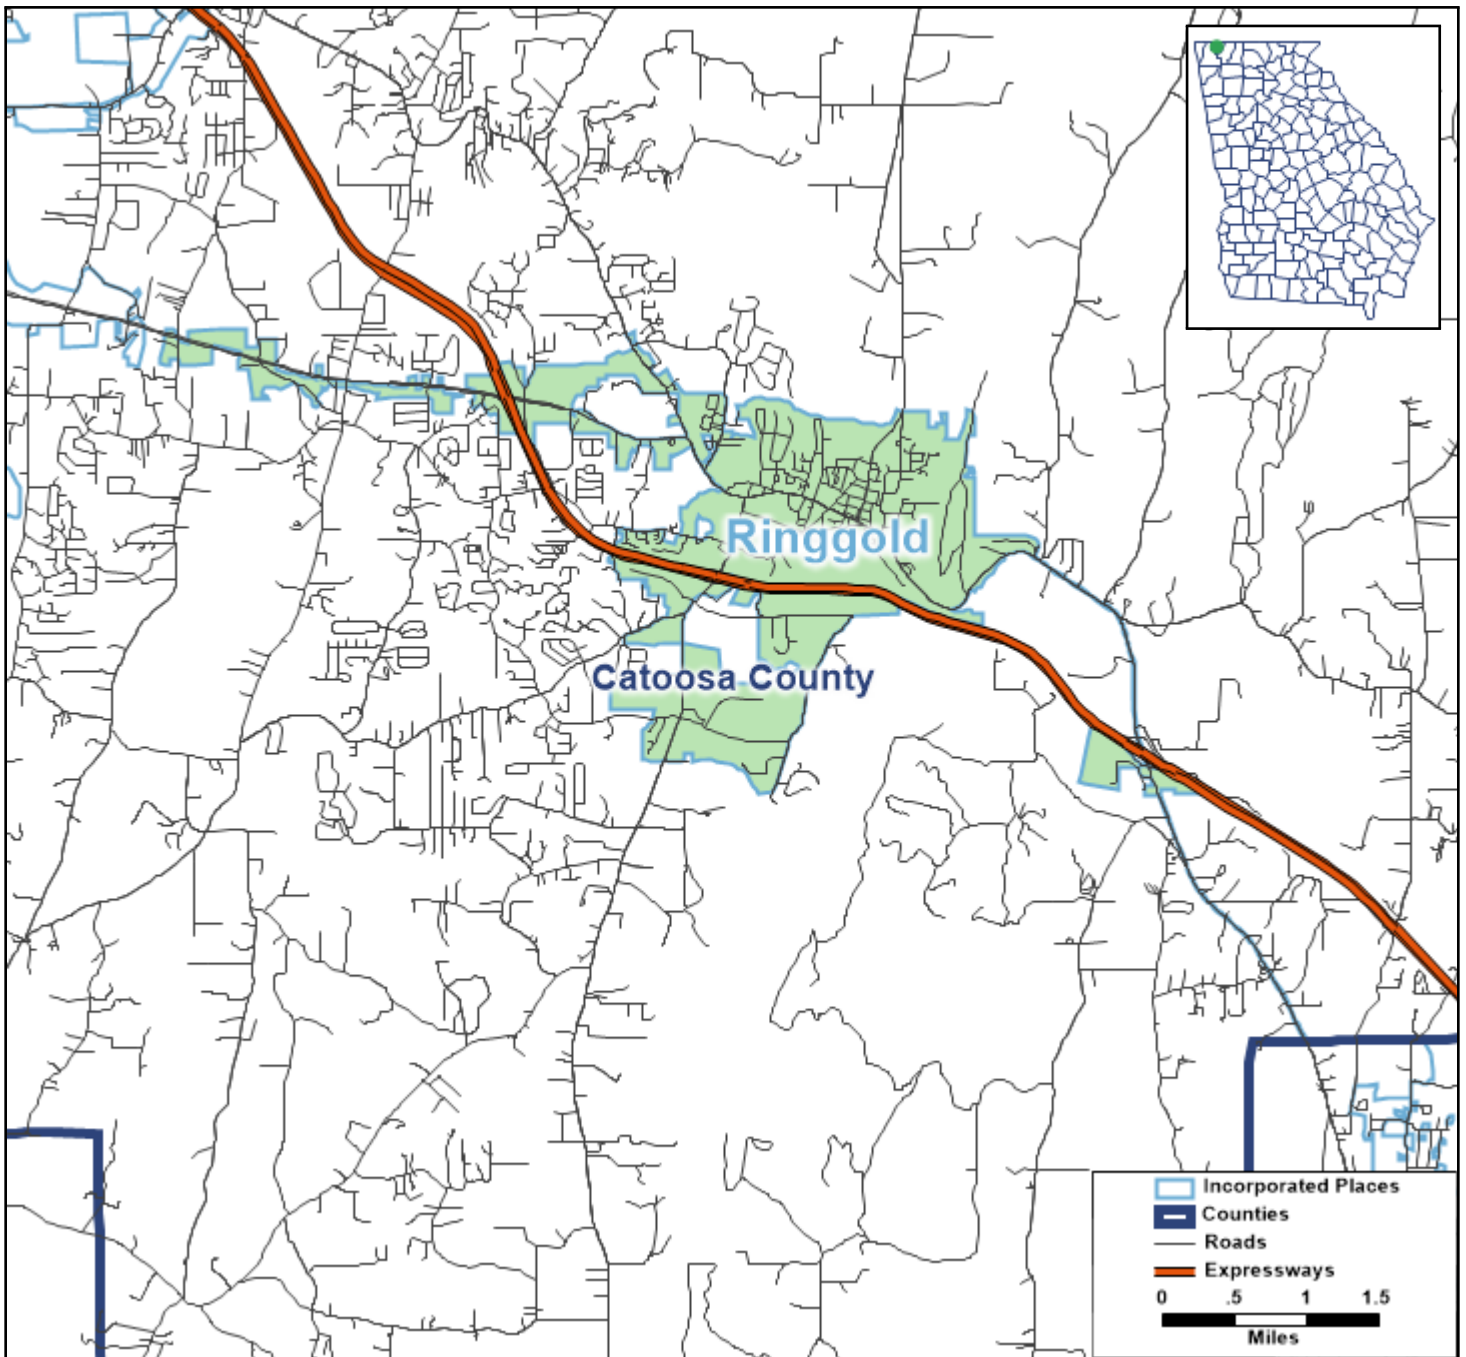 Ringgold
Catoosa County
Incorporated Places
Counties
Roads
Expressways
0 .5 1 1.5
Miles